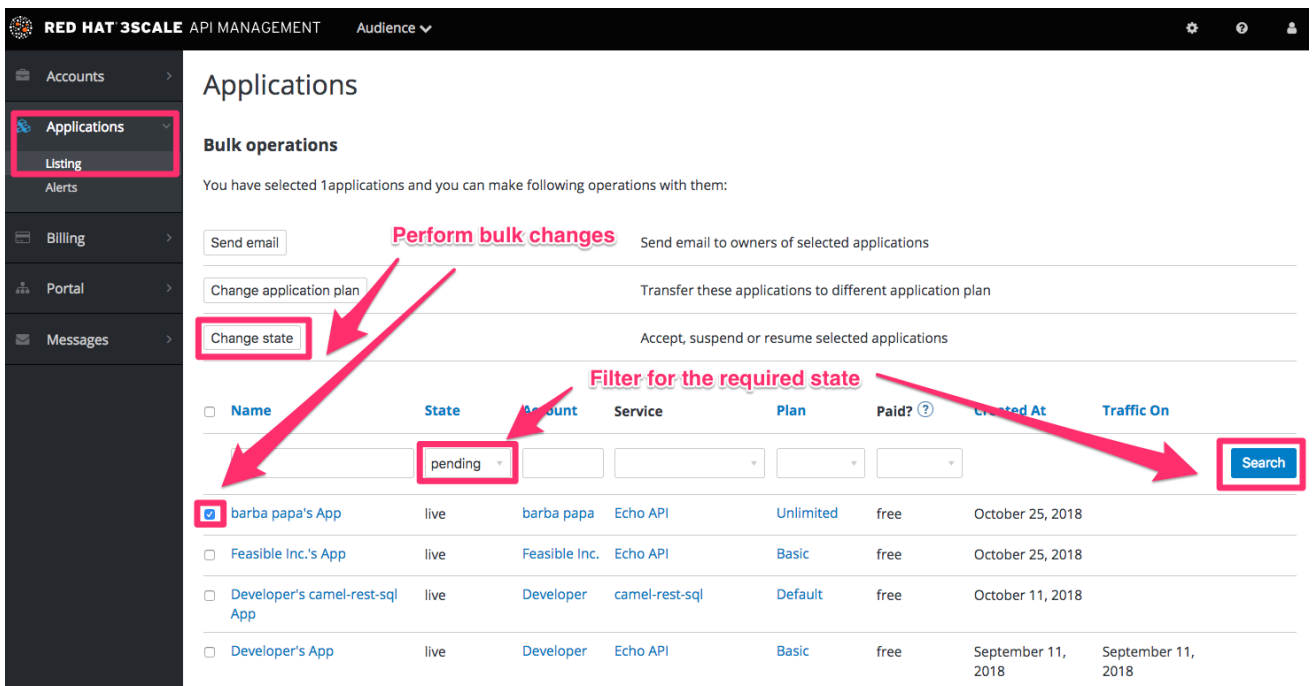 RED HAT 3SCALE API MANAGEMENT Audience
Accounts
Applications
Listing
Alerts
Billing
Portal
Messages
Applications
Bulk operations
You have selected 1applications and you can make following operations with them:
Perform bulk changes
Send email Send email to owners of selected applications
Change application plan Transfer these applications to different application plan
Change state Accept, suspend or resume selected applications
Filter for the required state
Name State Account Service Plan Paid? ? Created At Traffic On
pending Search
barba papa's App live barba papa Echo API Unlimited free October 25, 2018
Feasible Inc.'s App live Feasible Inc. Echo API Basic free October 25, 2018
Developer's camel-rest-sql live Developer camel-rest-sql Default free October 11, 2018
App
Developer's App live Developer Echo API Basic free September 11, September 11,
2018 2018